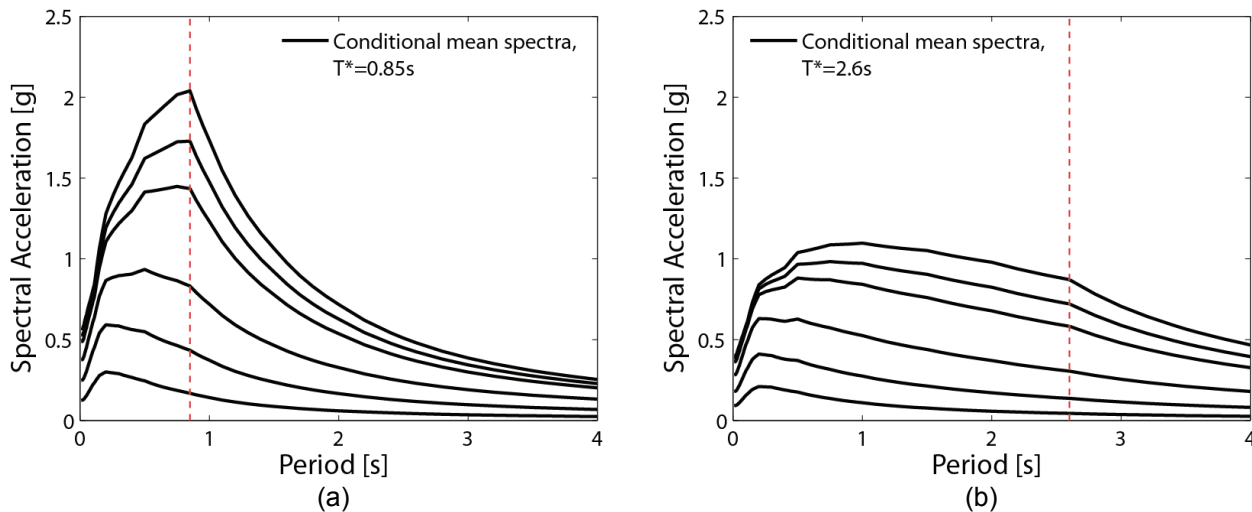 2.5
2
1.5
1
0.5
0
Spectral Acceleration [g]
Conditional mean spectra,
T*=0.85s
0 1 2 3 4
Period [s]
(a)
2.5
2
1.5
1
0.5
0
Spectral Acceleration [g]
Conditional mean spectra,
T*=2.6s
0 1 2 3 4
Period [s]
(b)